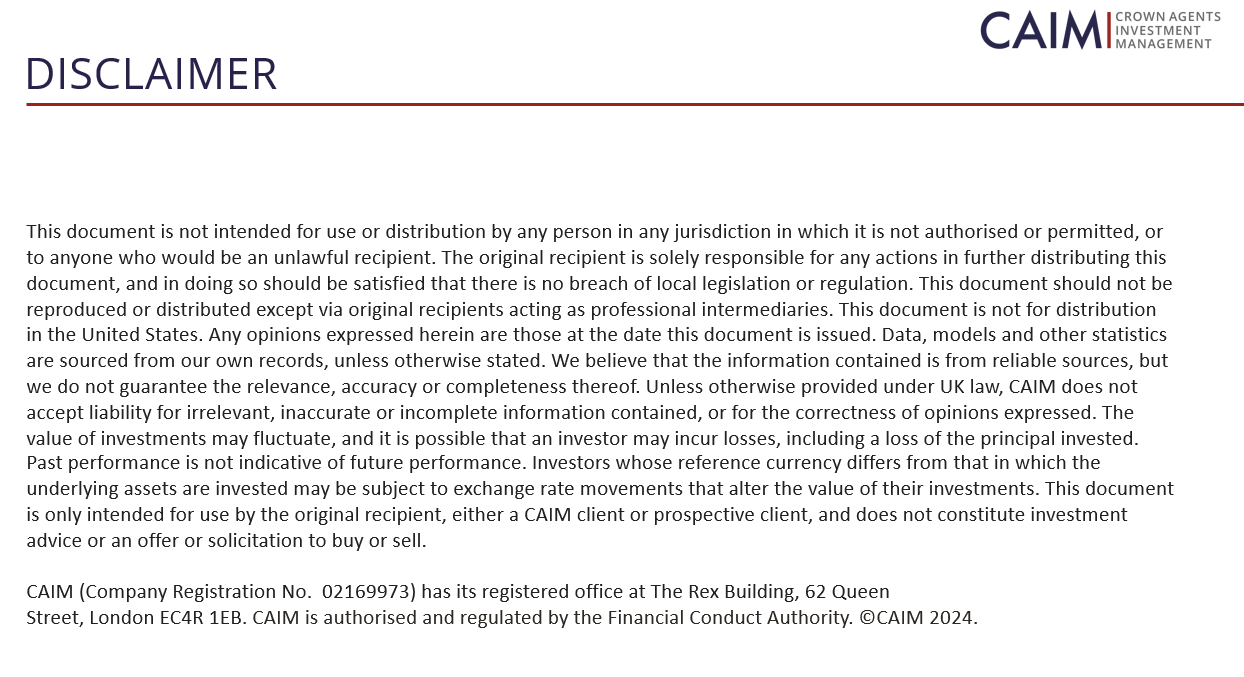 CAIM
CROWN AGENTS
INVESTMENT
MANAGEMENT
DISCLAIMER
This document is not intended for use or distribution by any person in any jurisdiction in which it is not authorised or permitted, or
to anyone who would be an unlawful recipient. The original recipient is solely responsible for any actions in further distributing this
document, and in doing so should be satisfied that there is no breach of local legislation or regulation. This document should not be
reproduced or distributed except via original recipients acting as professional intermediaries. This document is not for distribution
in the United States. Any opinions expressed herein are those at the date this document is issued. Data, models and other statistics
are sourced from our own records, unless otherwise stated. We believe that the information contained is from reliable sources, but
we do not guarantee the relevance, accuracy or completeness thereof. Unless otherwise provided under UK law, CAIM does not
accept liability for irrelevant, inaccurate or incomplete information contained, or for the correctness of opinions expressed. The
value of investments may fluctuate, and it is possible that an investor may incur losses, including a loss of the principal invested.
Past performance is not indicative of future performance. Investors whose reference currency differs from that in which the
underlying assets are invested may be subject to exchange rate movements that alter the value of their investments. This document
is only intended for use by the original recipient, either a CAIM client or prospective client, and does not constitute investment
advice or an offer or solicitation to buy or sell.
CAIM (Company Registration No.  02169973) has its registered office at The Rex Building, 62 Queen
Street, London EC4R 1EB. CAIM is authorised and regulated by the Financial Conduct Authority. ©CAIM 2024.